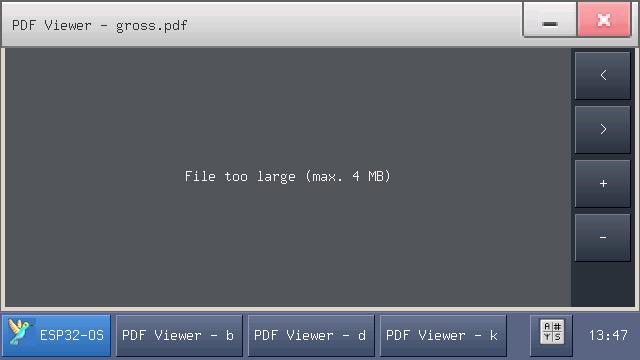 PDF Viewer - gross.pdf
<
>
File too large (max. 4 MB)
+
-
ESP32-OS
PDF Viewer - b
PDF Viewer - d
PDF Viewer - k
A#
YS
13:47